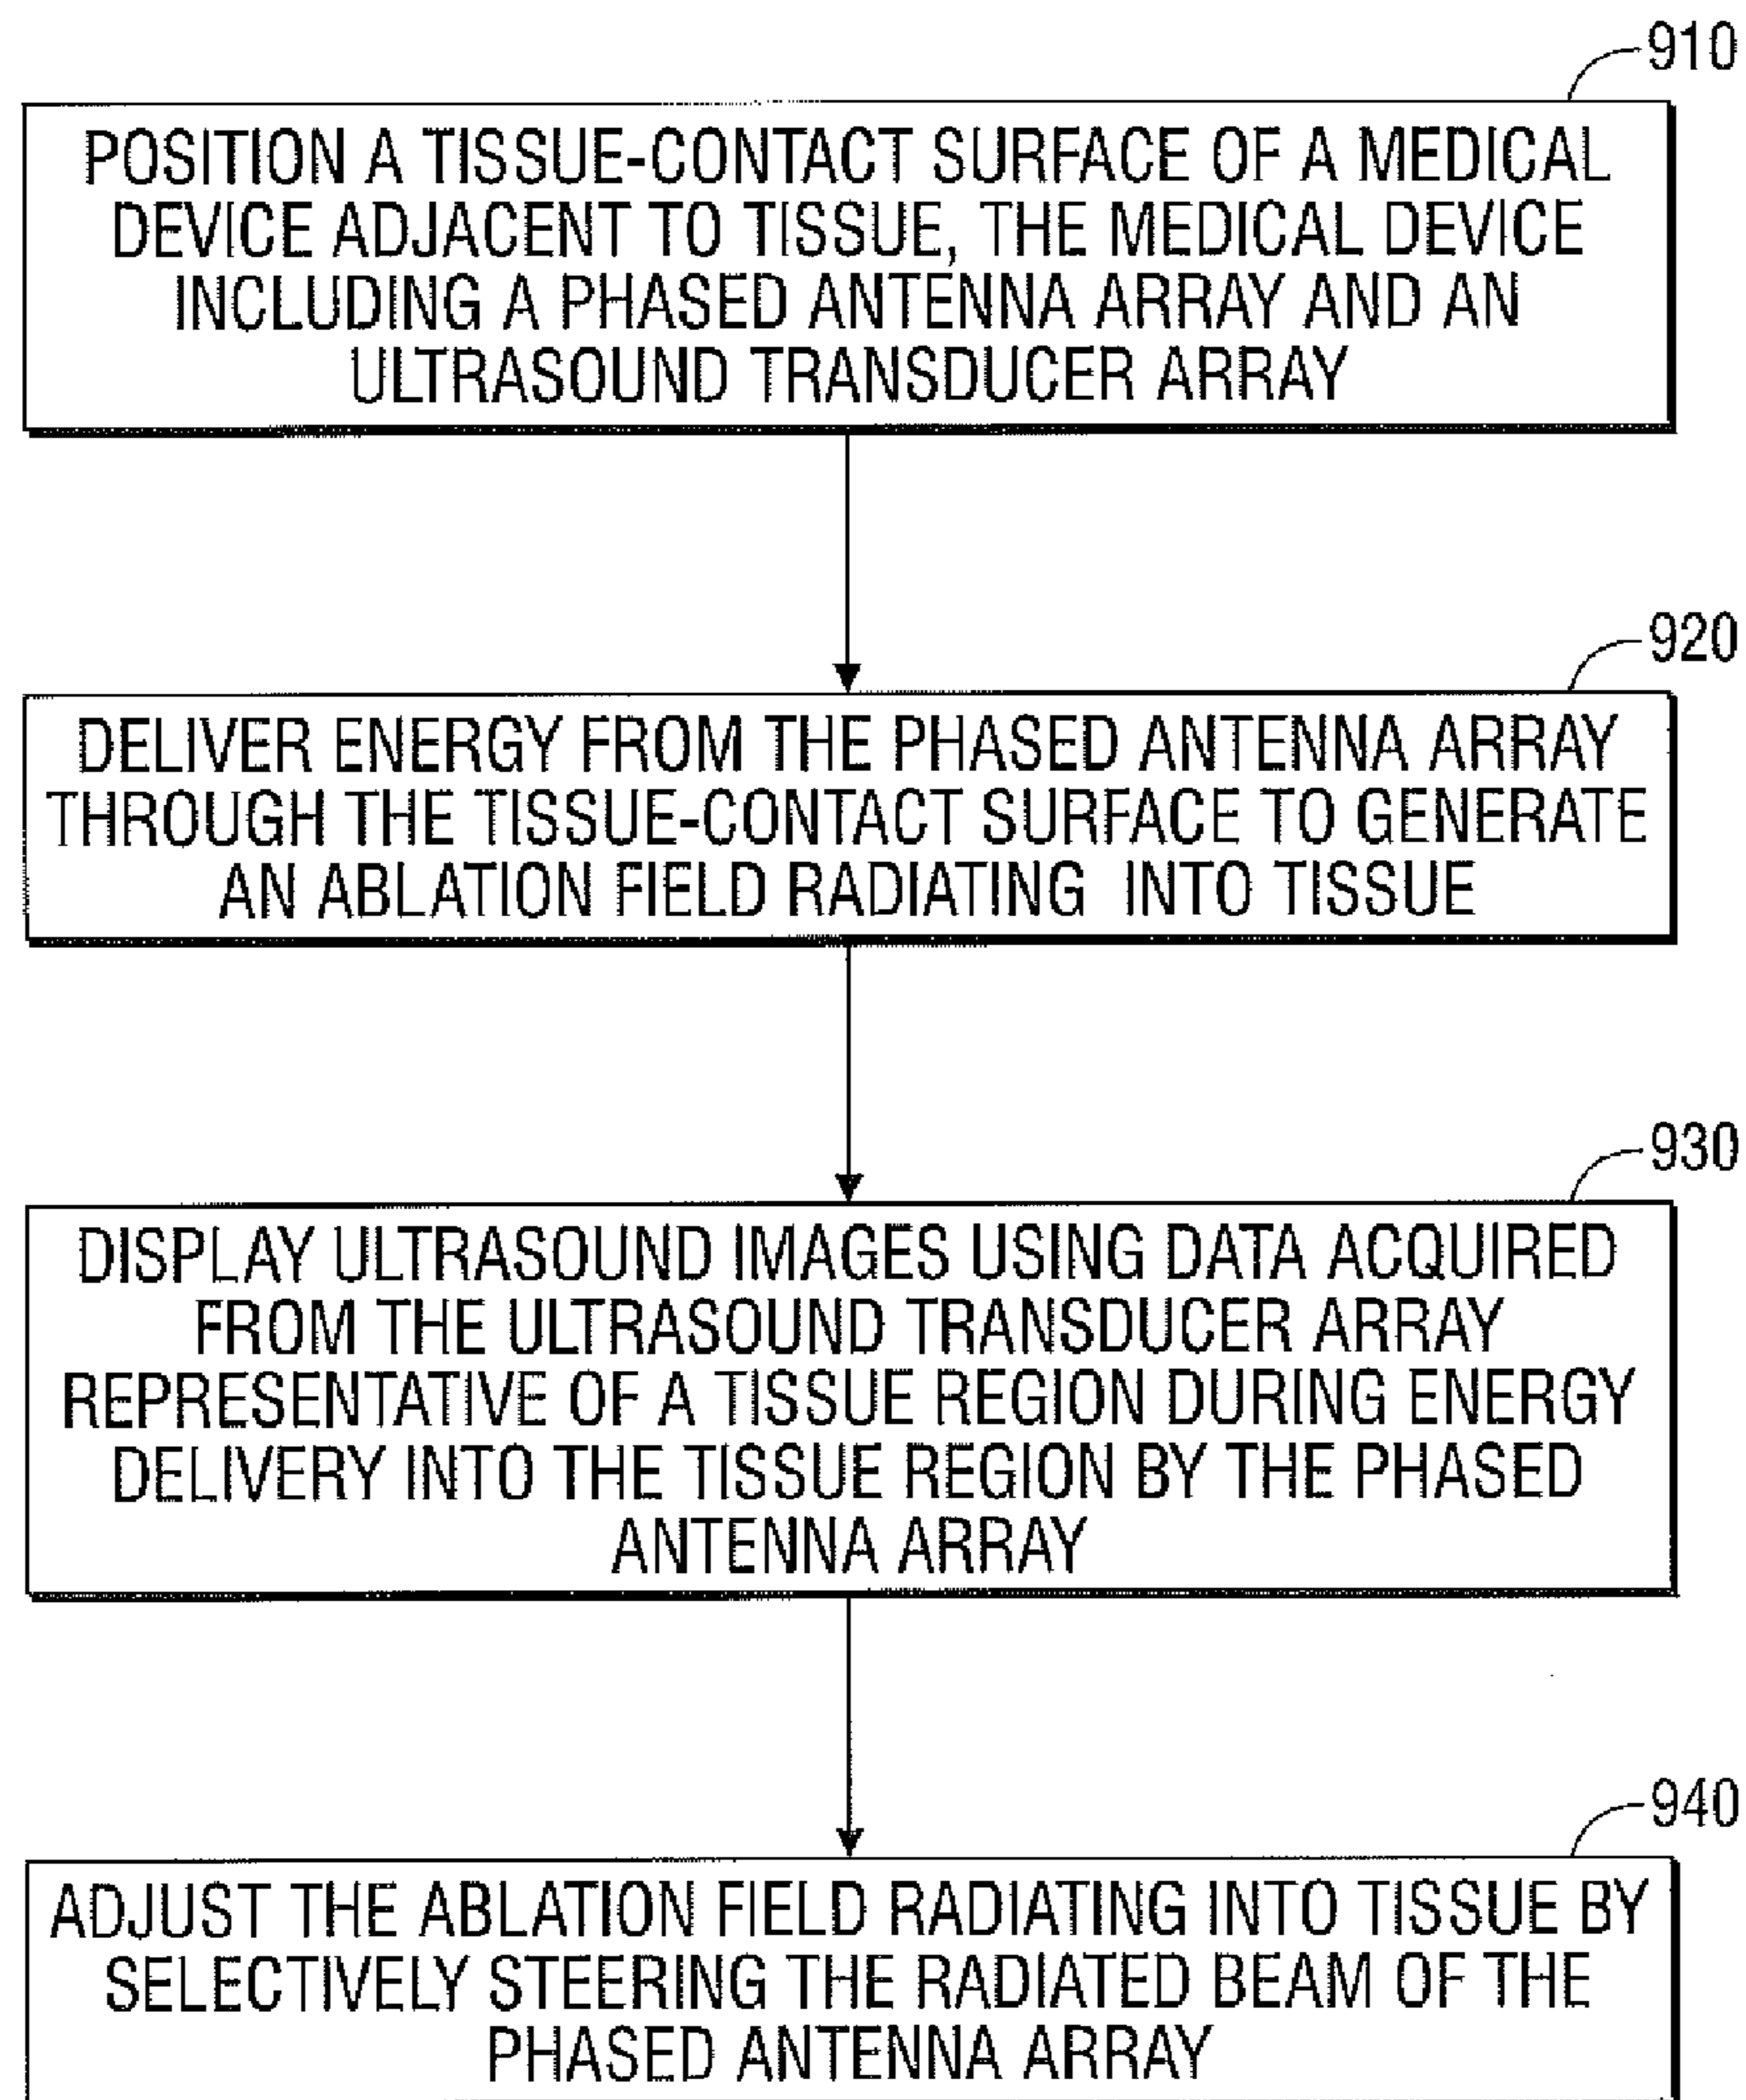 910
POSITION A TISSUE-CONTACT SURFACE OF A MEDICAL
DEVICE ADJACENT TO TISSUE, THE MEDICAL DEVICE
INCLUDING A PHASED ANTENNA ARRAY AND AN
ULTRASOUND TRANSDUCER ARRAY
920
DELIVER ENERGY FROM THE PHASED ANTENNA ARRAY
THROUGH THE TISSUE-CONTACT SURFACE TO GENERATE
AN ABLATION FIELD RADIATING INTO TISSUE
930
DISPLAY ULTRASOUND IMAGES USING DATA ACQUIRED
FROM THE ULTRASOUND TRANSDUCER ARRAY
REPRESENTATIVE OF A TISSUE REGION DURING ENERGY
DELIVERY INTO THE TISSUE REGION BY THE PHASED
ANTENNA ARRAY
940
ADJUST THE ABLATION FIELD RADIATING INTO TISSUE BY
SELECTIVELY STEERING THE RADIATED BEAM OF THE
PHASED ANTENNA ARRAY